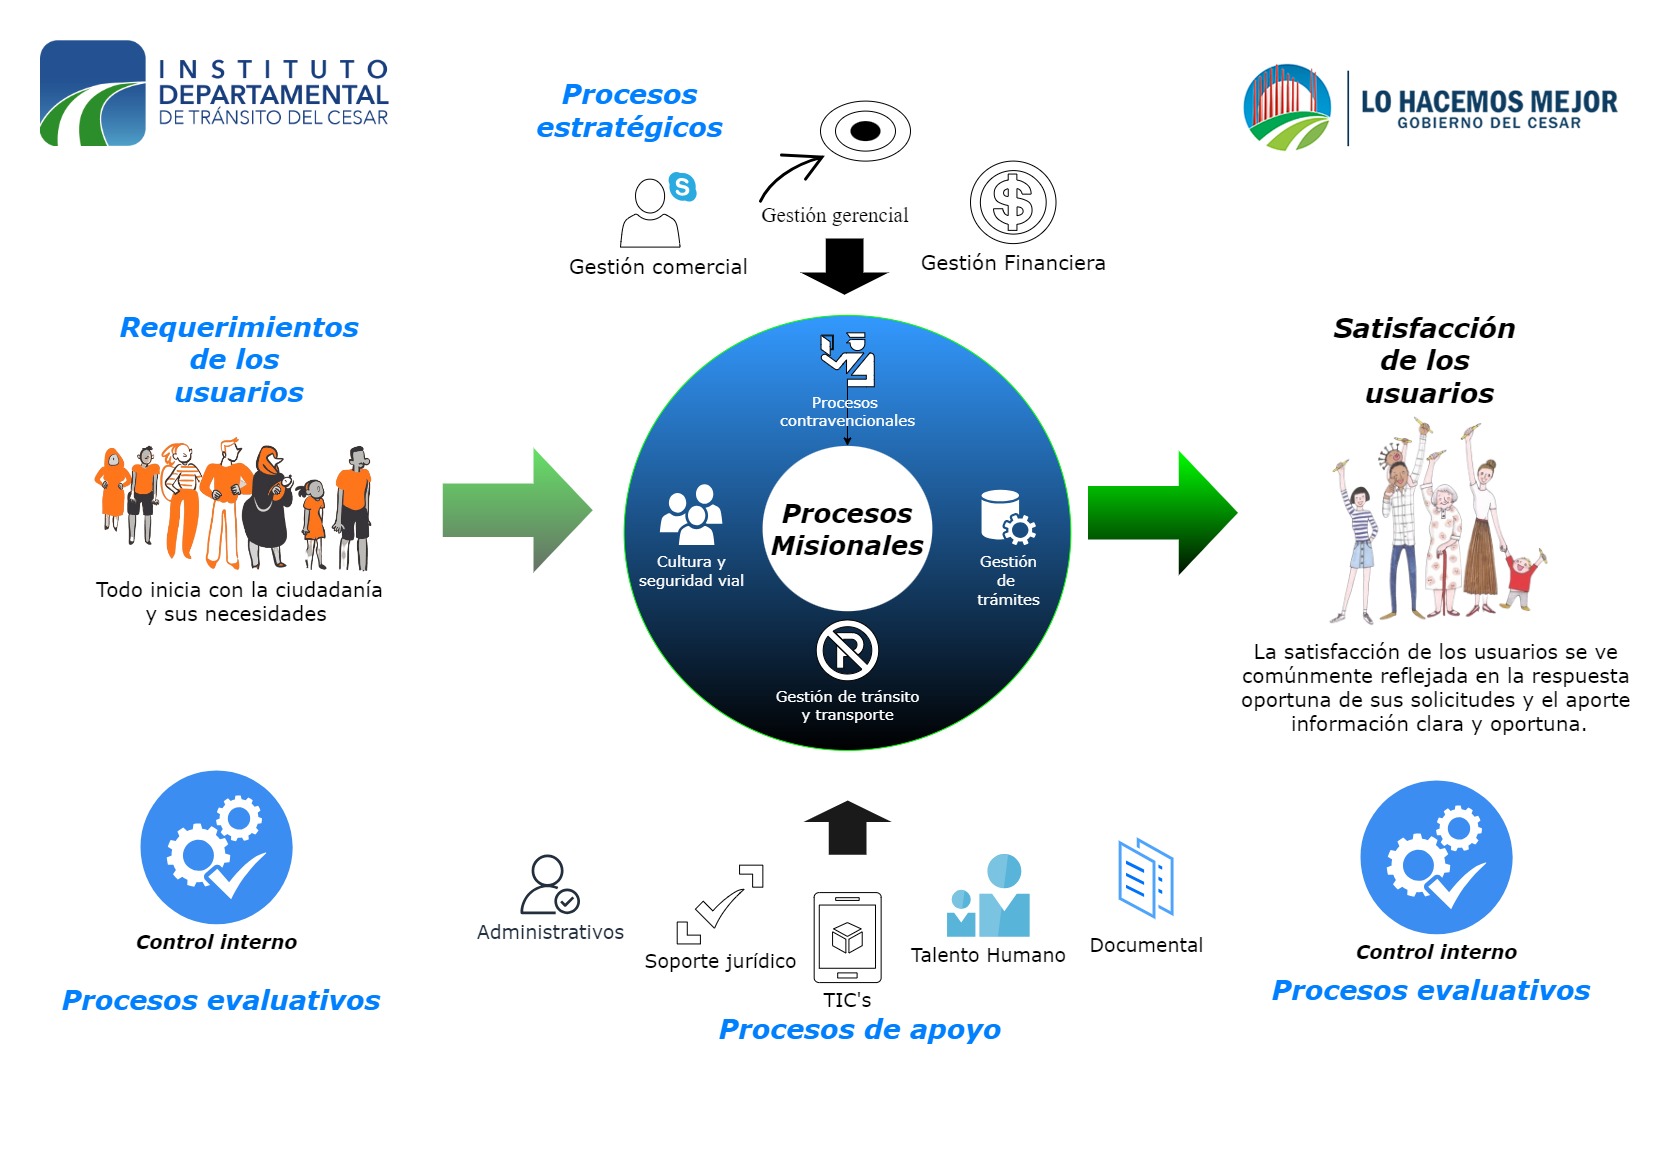 INSTITUTO
DEPARTAMENTAL
DE TRÁNSITO DEL CESAR
LO HACEMOS MEJOR
GOBIERNO DEL CESAR
Procesos
estratégicos
S
Gestión comercial
Gestión gerencial
$
Gestión Financiera
Requerimientos
de los
usuarios
Todo inicia con la ciudadanía
y sus necesidades
Procesos
contravencionales
Cultura y
seguridad vial
Procesos
Misionales
Gestión
de
trámites
P
Gestión de tránsito
y transporte
Satisfacción
de los
usuarios
La satisfacción de los usuarios se ve
comúnmente reflejada en la respuesta
oportuna de sus solicitudes y el aporte
información clara y oportuna.
Control interno
Procesos evaluativos
Administrativos
Soporte jurídico
TIC's
Talento Humano
Documental
Procesos de apoyo
Control interno
Procesos evaluativos